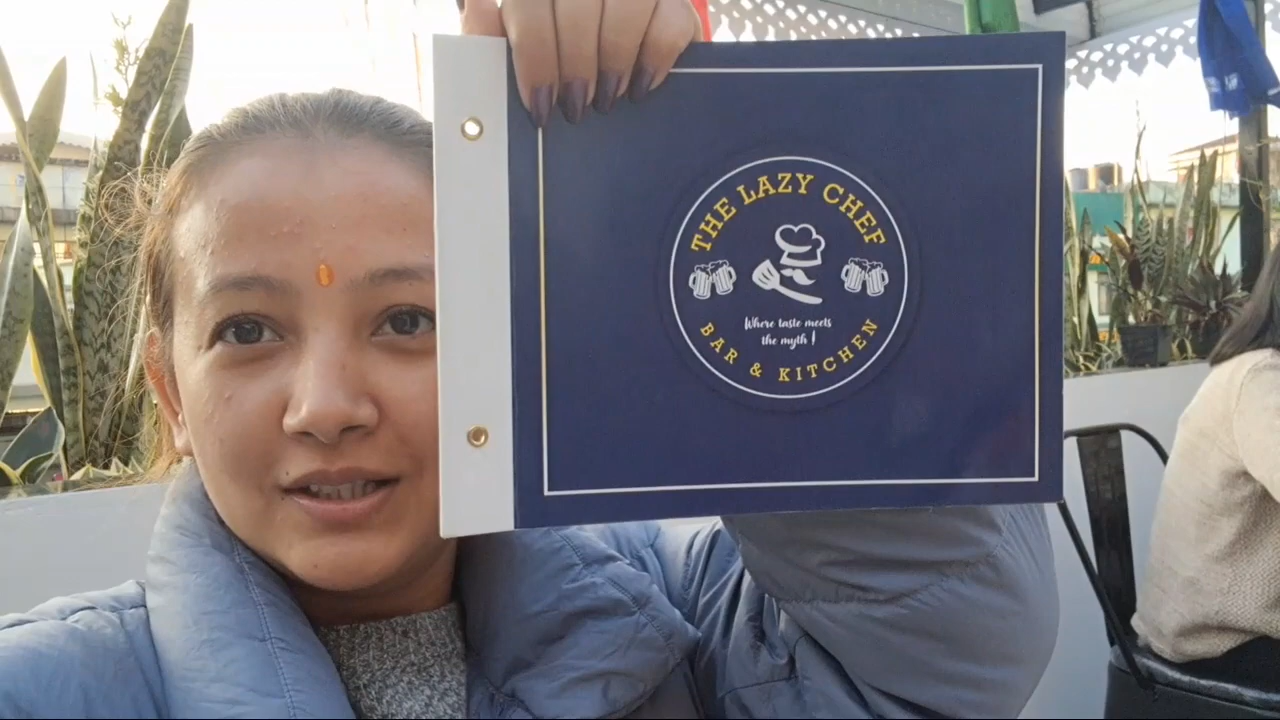 THE LAZY CHEF
Where taste meets
the myth !
BAR & KITCHEN